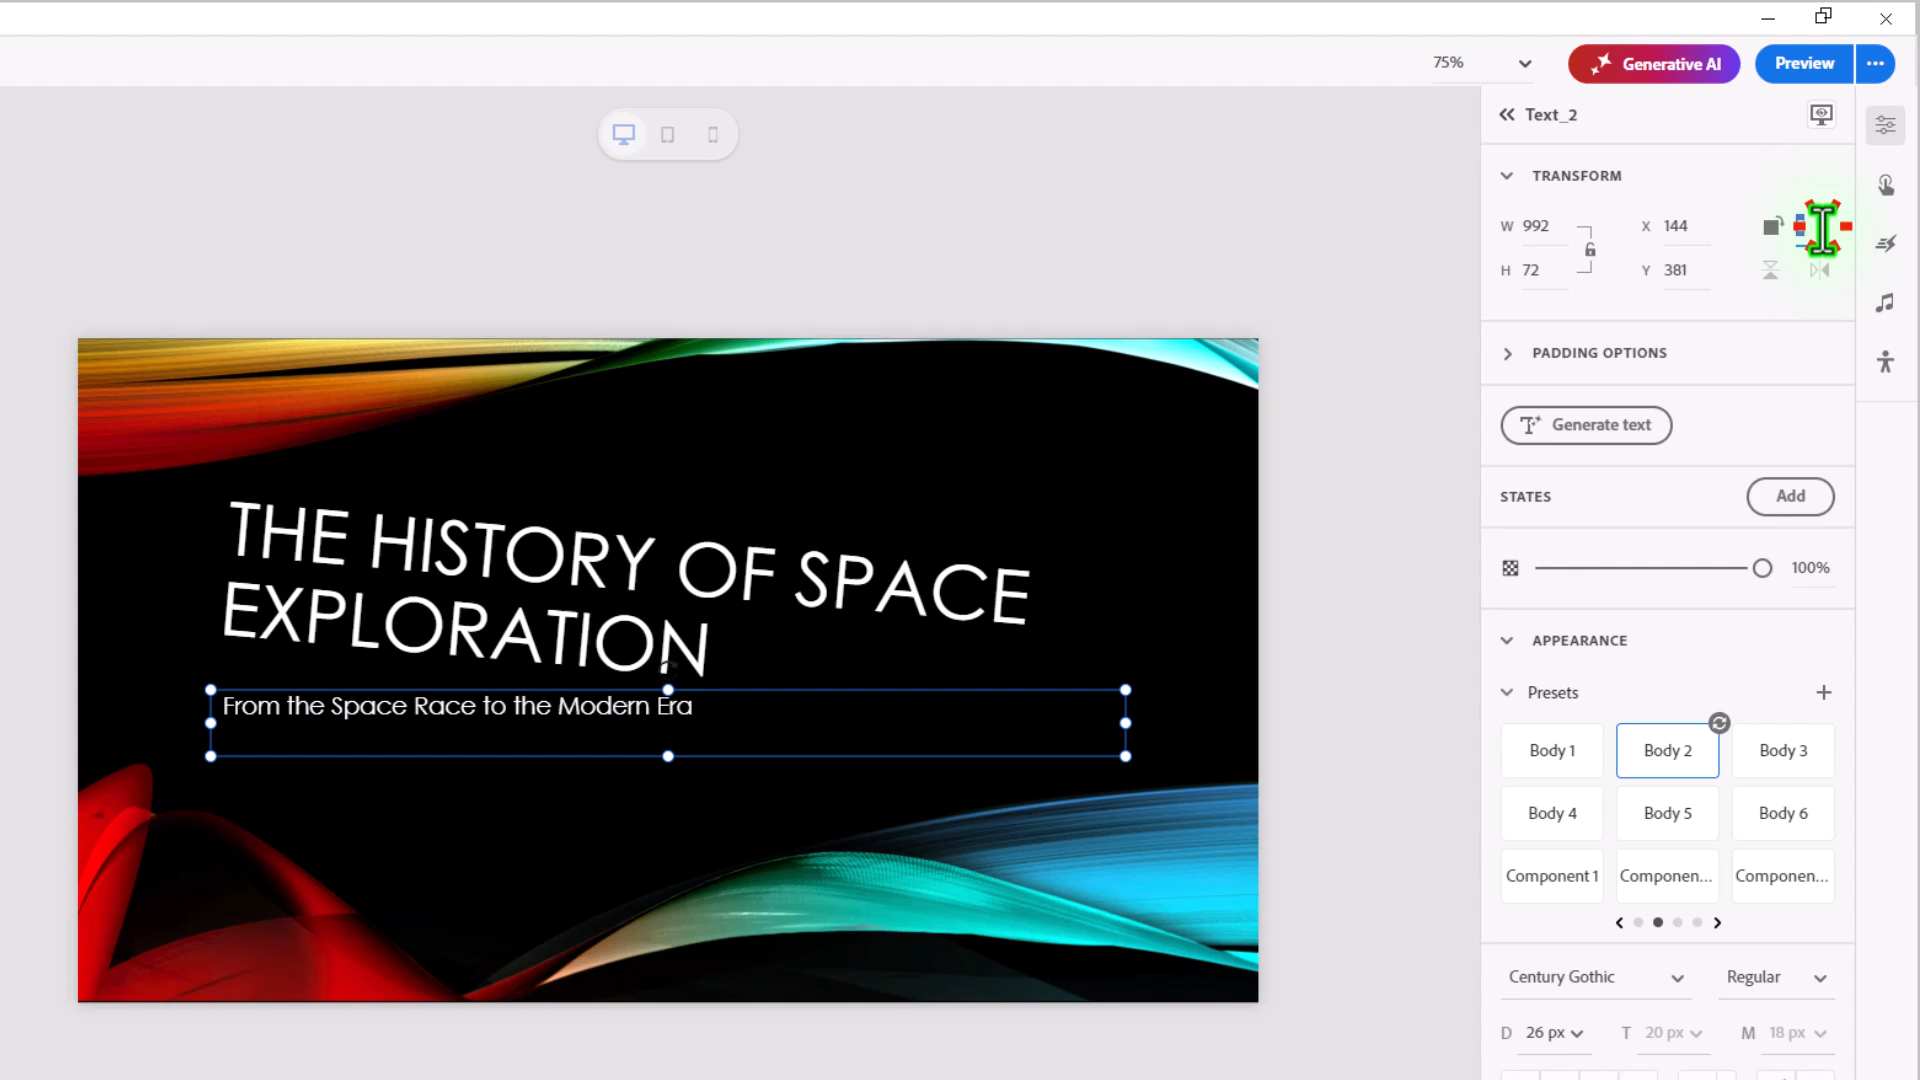 75%
Generative AI
Preview
Text_2
TRANSFORM
W 992
X 144
H 72
Y 381
PADDING OPTIONS
Generate text
STATES
Add
100%
APPEARANCE
Presets
Body 1
Body 2
Body 3
Body 4
Body 5
Body 6
Component 1
Componen...
Componen...
Century Gothic
Regular
D 26 px
T 20 px
M 18 px
THE HISTORY OF SPACE
EXPLORATION
From the Space Race to the Modern Era